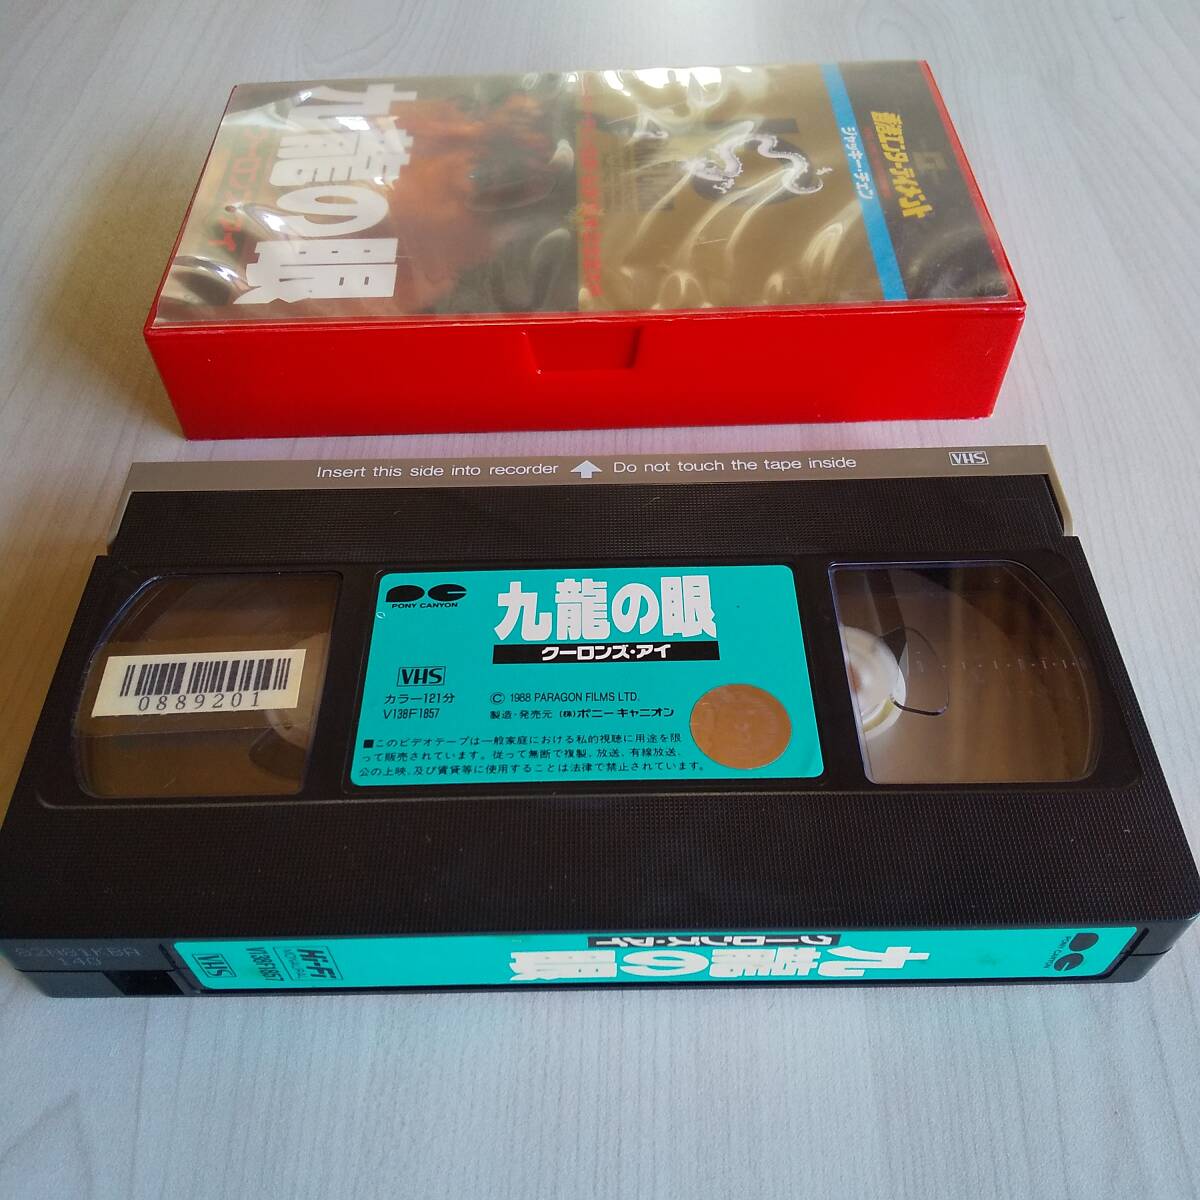 九龍の眼
クーロンズ・アイ
香港エンターテイメント
ジャッキー・チェン
Insert this side into recorder
Do not touch the tape inside
VHS
PONY CANYON
九龍の眼
クーロンズ・アイ
0889201
VHS
カラー121分
V138F1857
© 1988 PARAGON FILMS LTD.
製造・発売元 (株)ポニーキャニオン
■このビデオテープは一般家庭における私的視聴に用途を限
って販売されています。従って無断で複製、放送、有線放送、
公の上映、及び賃貸等に使用することは法律で禁止されています。
九龍の眼
クーロンズ・アイ
PONY CANYON
VHS
Hi-Fi
V138F1857